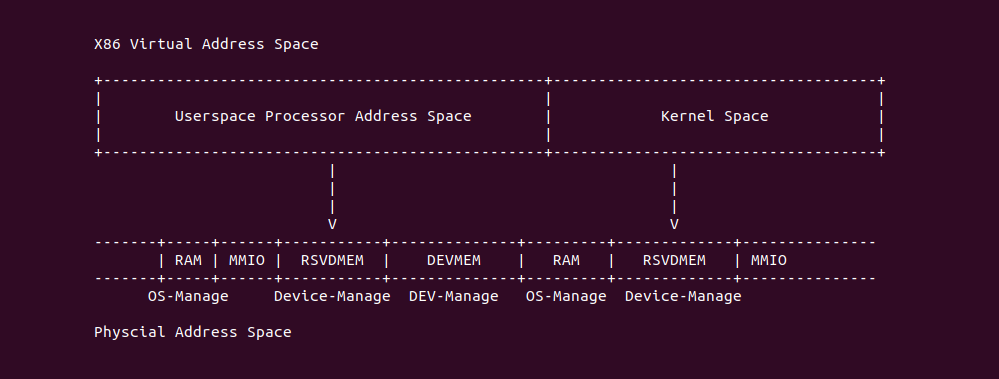 X86 Virtual Address Space
+-------------------------------------------------+------------------------------------+
|                                                 |                                    |
|        Userspace Processor Address Space        |            Kernel Space            |
|                                                 |                                    |
+-------------------------------------------------+------------------------------------+
                          |                                     |
                          |                                     |
                          |                                     |
                          V                                     V
-------+-----+------+-----------+--------------+---------+-------------+---------------
       | RAM | MMIO |  RSVDMEM  |    DEVMEM    |   RAM   |   RSVDMEM   | MMIO
-------+-----+------+-----------+--------------+---------+-------------+---------------
      OS-Manage     Device-Manage  DEV-Manage   OS-Manage  Device-Manage
Physcial Address Space